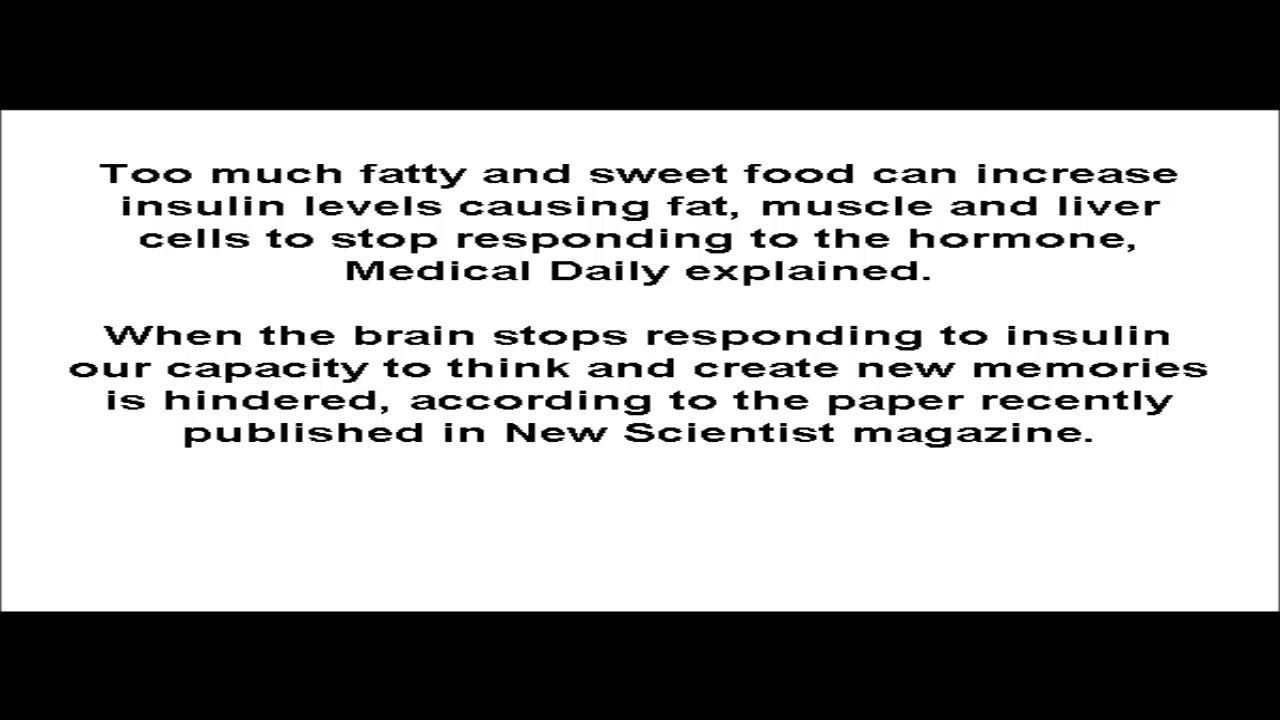 Too much fatty and sweet food can increase
insulin levels causing fat, muscle and liver
cells to stop responding to the hormone,
Medical Daily explained.
When the brain stops responding to insulin
our capacity to think and create new memories
is hindered, according to the paper recently
published in New Scientist magazine.